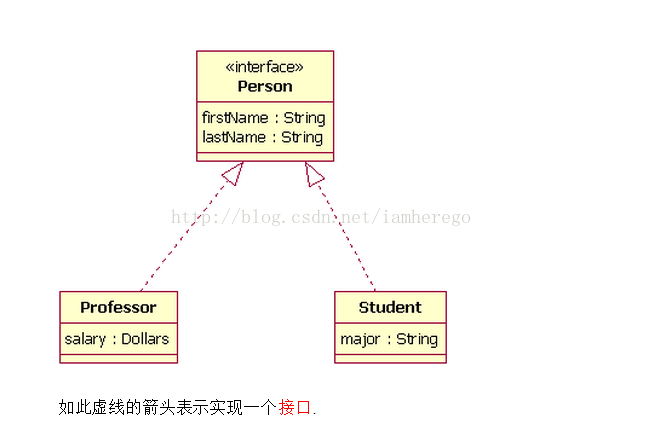 «interface»
Person
firstName : String
lastName : String
http://blog.csdn.net/iamherego
Professor
salary : Dollars
Student
major : String
如此虚线的箭头表示实现一个接口.